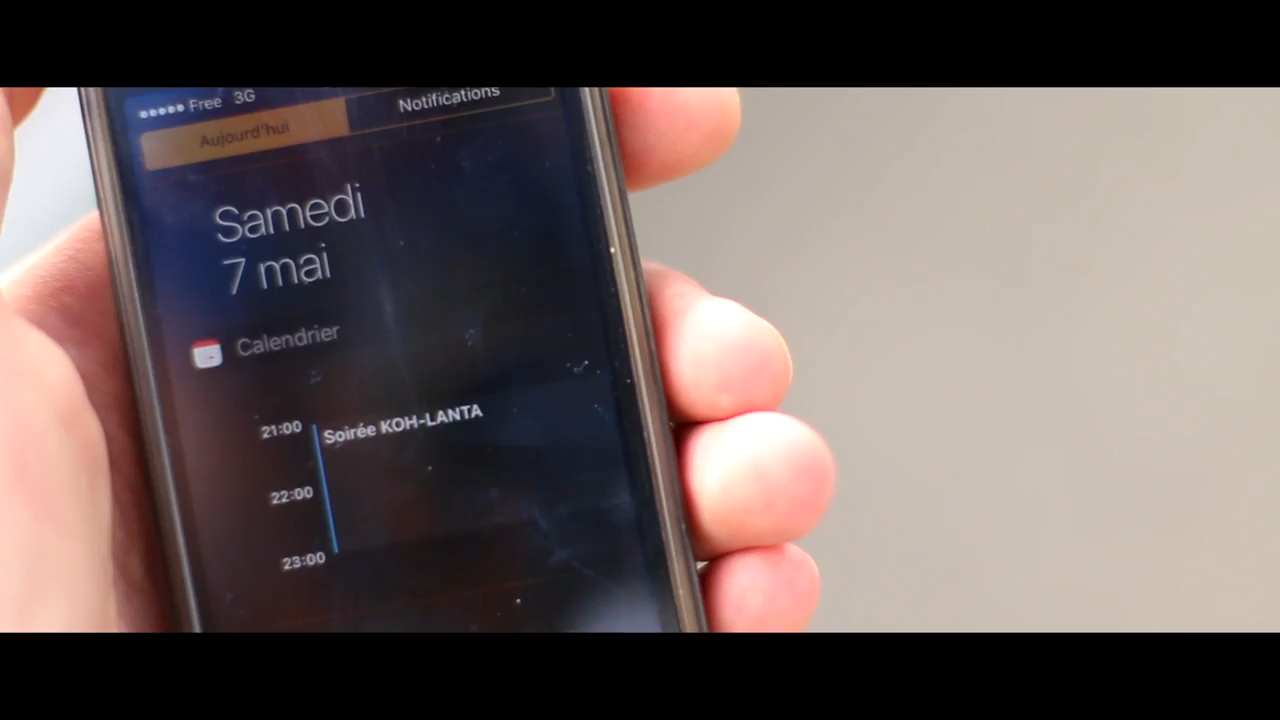 Free 3G
Aujourd'hui Notifications
Samedi
7 mai
Calendrier
21:00 Soirée KOH-LANTA
22:00
23:00